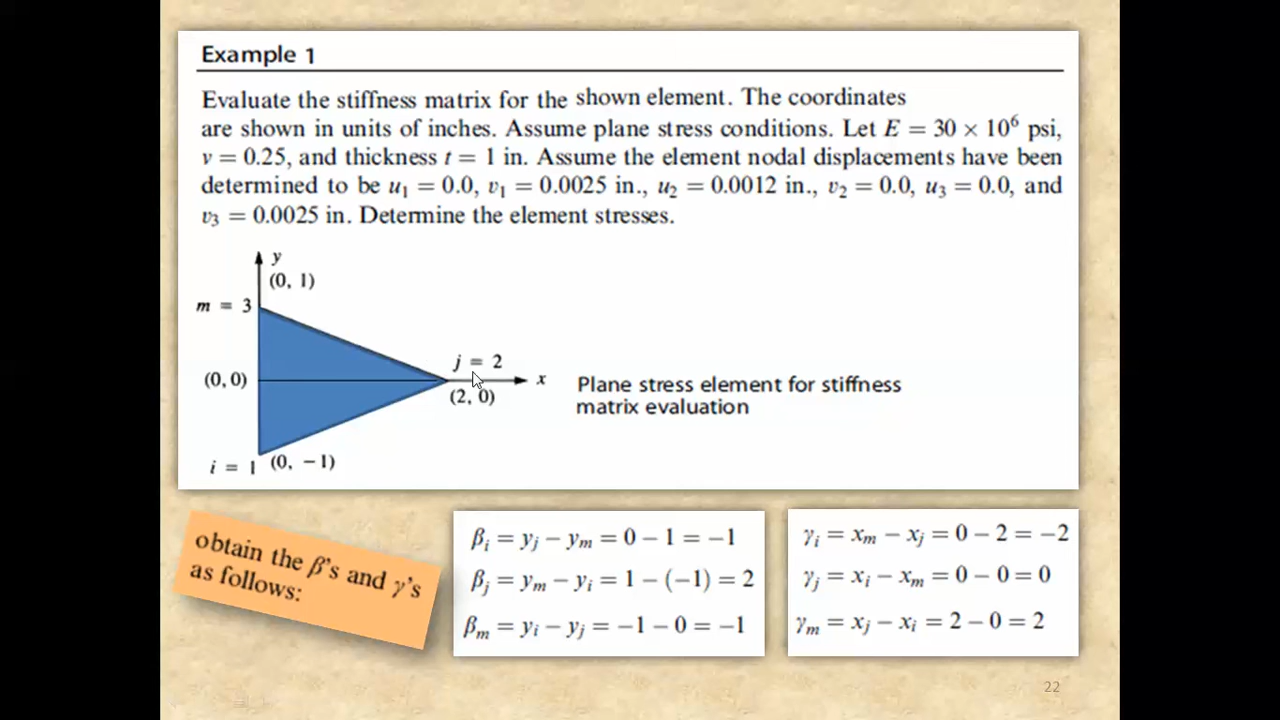 Example 1
Evaluate the stiffness matrix for the shown element. The coordinates
are shown in units of inches. Assume plane stress conditions. Let E = 30 × 10⁶ psi,
ν = 0.25, and thickness t = 1 in. Assume the element nodal displacements have been
determined to be u₁ = 0.0, v₁ = 0.0025 in., u₂ = 0.0012 in., v₂ = 0.0, u₃ = 0.0, and
v₃ = 0.0025 in. Determine the element stresses.
y
(0, 1)
m = 3
j = 2
(0, 0)
x
(2, 0)
i = 1
(0, −1)
Plane stress element for stiffness
matrix evaluation
obtain the β's and γ's
as follows:
βᵢ = yⱼ − yₘ = 0 − 1 = −1
βⱼ = yₘ − yᵢ = 1 − (−1) = 2
βₘ = yᵢ − yⱼ = −1 − 0 = −1
γᵢ = xₘ − xⱼ = 0 − 2 = −2
γⱼ = xᵢ − xₘ = 0 − 0 = 0
γₘ = xⱼ − xᵢ = 2 − 0 = 2
22